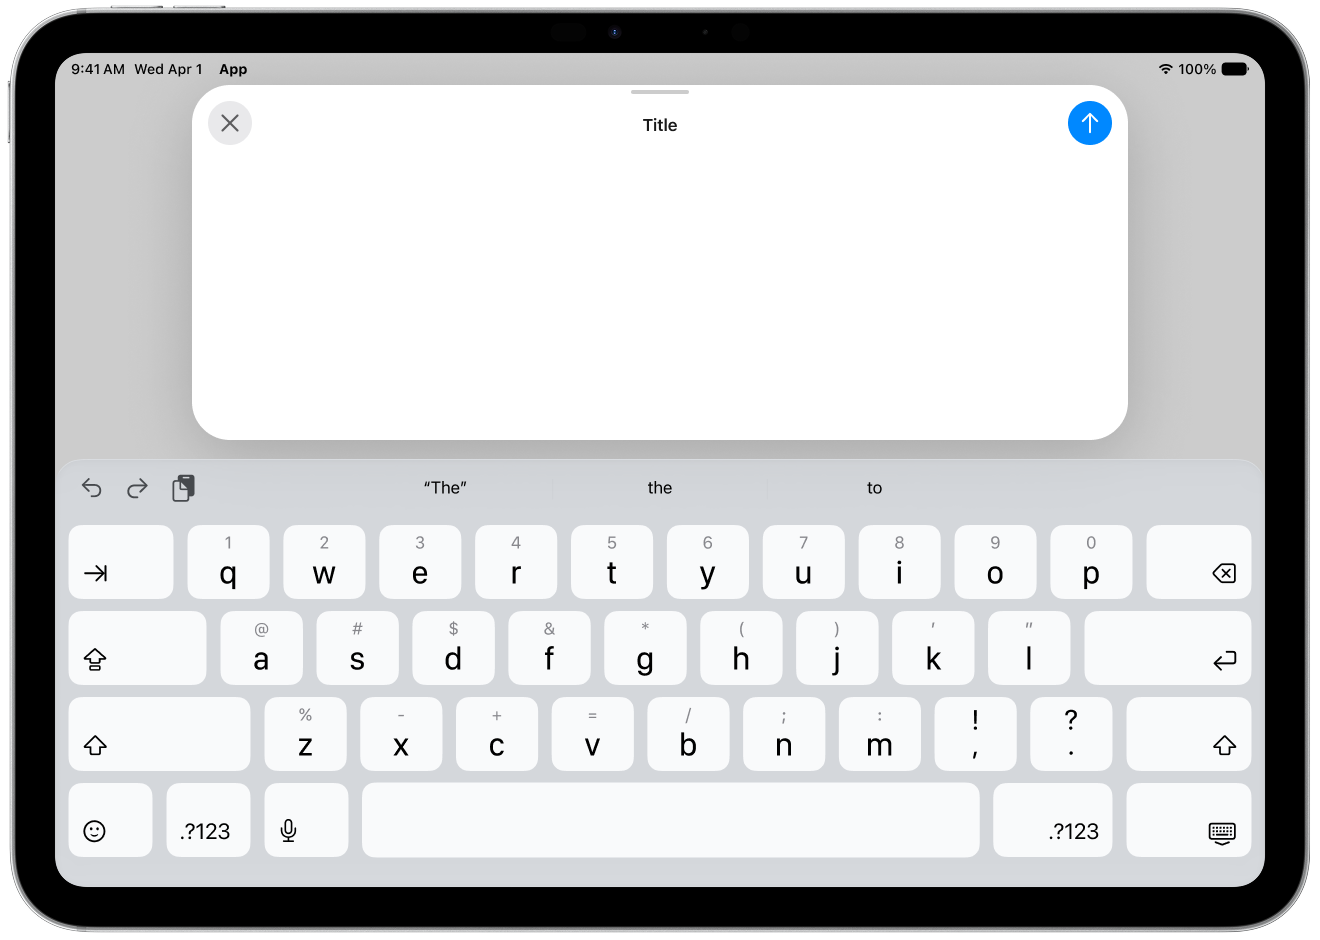 9:41 AM Wed Apr 1 App 100%
Title
“The” the to
1 2 3 4 5 6 7 8 9 0
q w e r t y u i o p
@ # $ & * ( ) ' "
a s d f g h j k l
% - + = / ; : ! ?
z x c v b n m , .
.?123 .?123